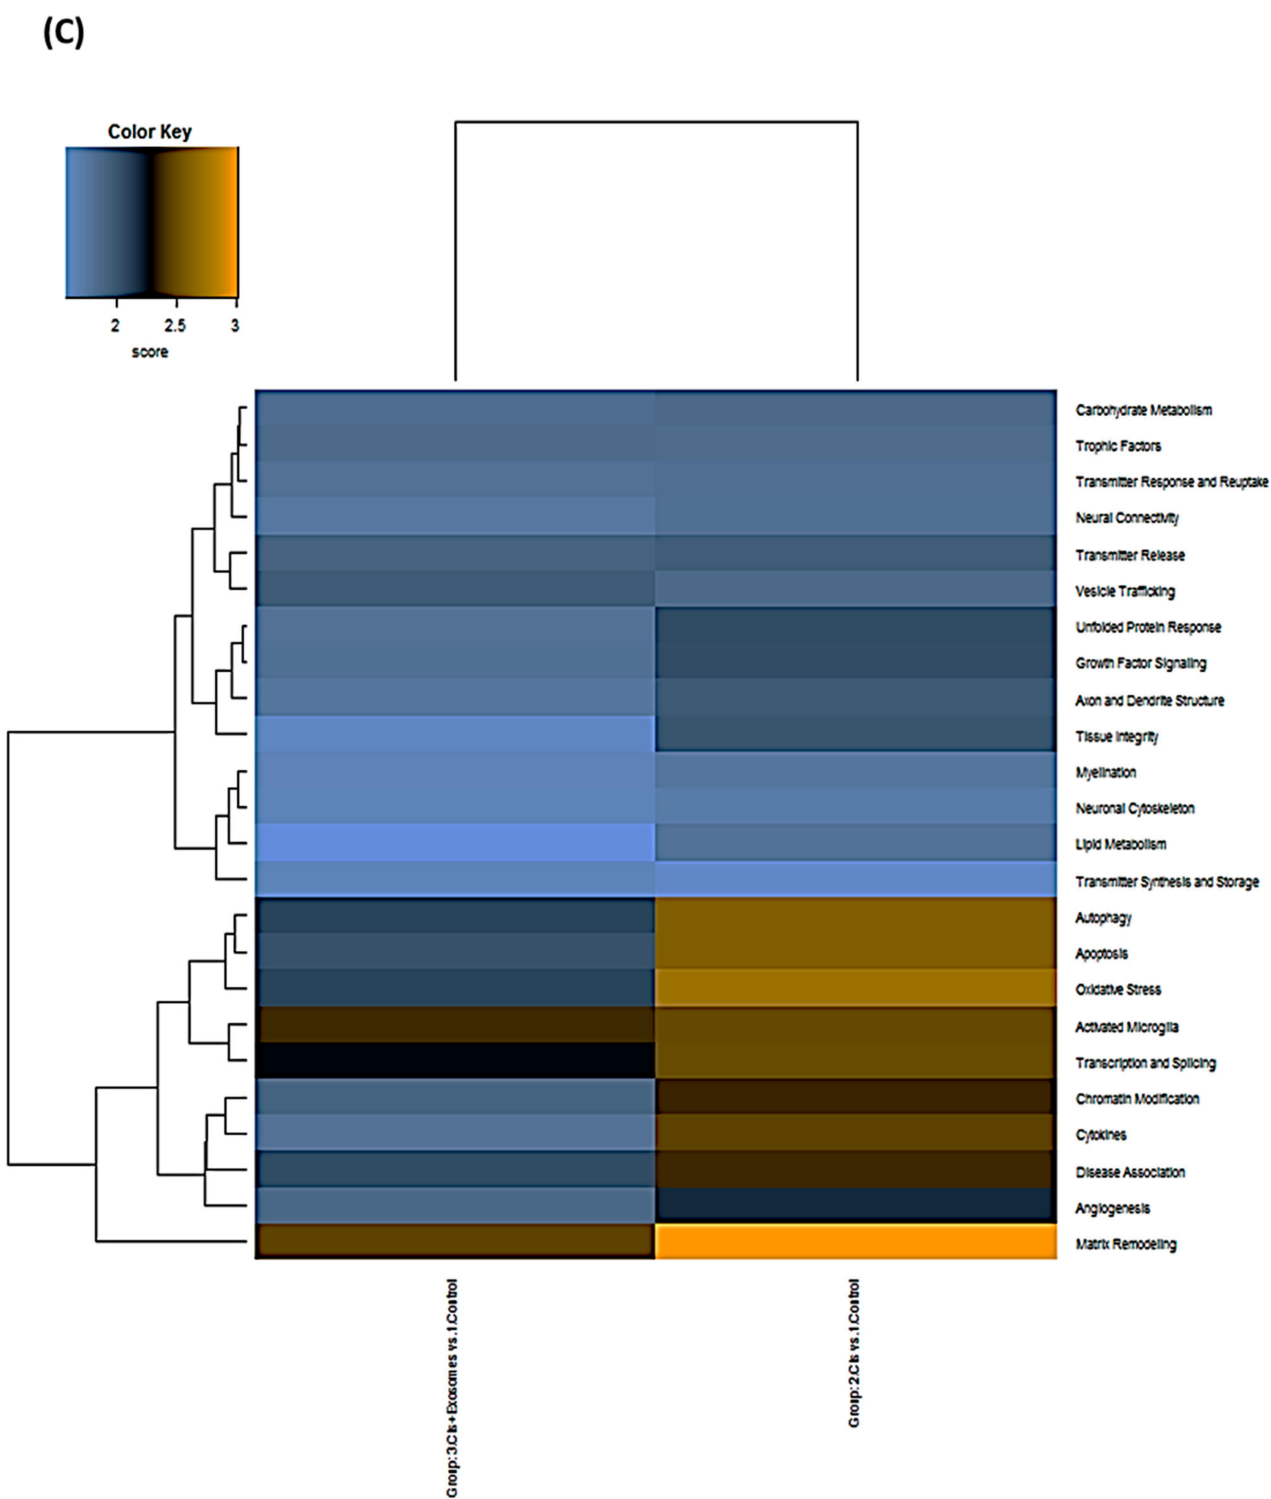 (C)
Color Key
2 2.5 3
score
Carbohydrate Metabolism
Trophic Factors
Transmitter Response and Reuptake
Neural Connectivity
Transmitter Release
Vesicle Trafficking
Unfolded Protein Response
Growth Factor Signaling
Axon and Dendrite Structure
Tissue Integrity
Myelination
Neuronal Cytoskeleton
Lipid Metabolism
Transmitter Synthesis and Storage
Autophagy
Apoptosis
Oxidative Stress
Activated Microglia
Transcription and Splicing
Chromatin Modification
Cytokines
Disease Association
Angiogenesis
Matrix Remodeling
Group: 3.Cis+Exosomes vs. 1.Control
Group: 2.Cis vs. 1.Control